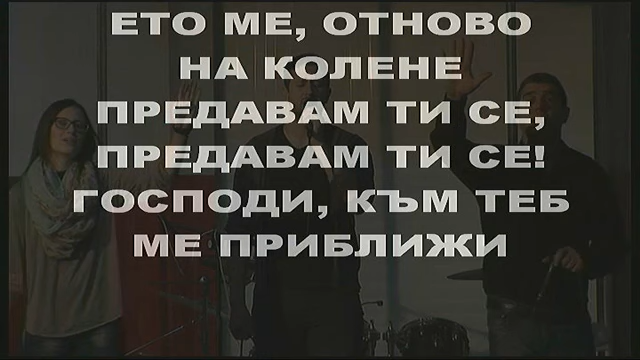 ЕТО МЕ, ОТНОВО
НА КОЛЕНЕ
ПРЕДАВАМ ТИ СЕ,
ПРЕДАВАМ ТИ СЕ!
ГОСПОДИ, КЪМ ТЕБ
МЕ ПРИБЛИЖИ